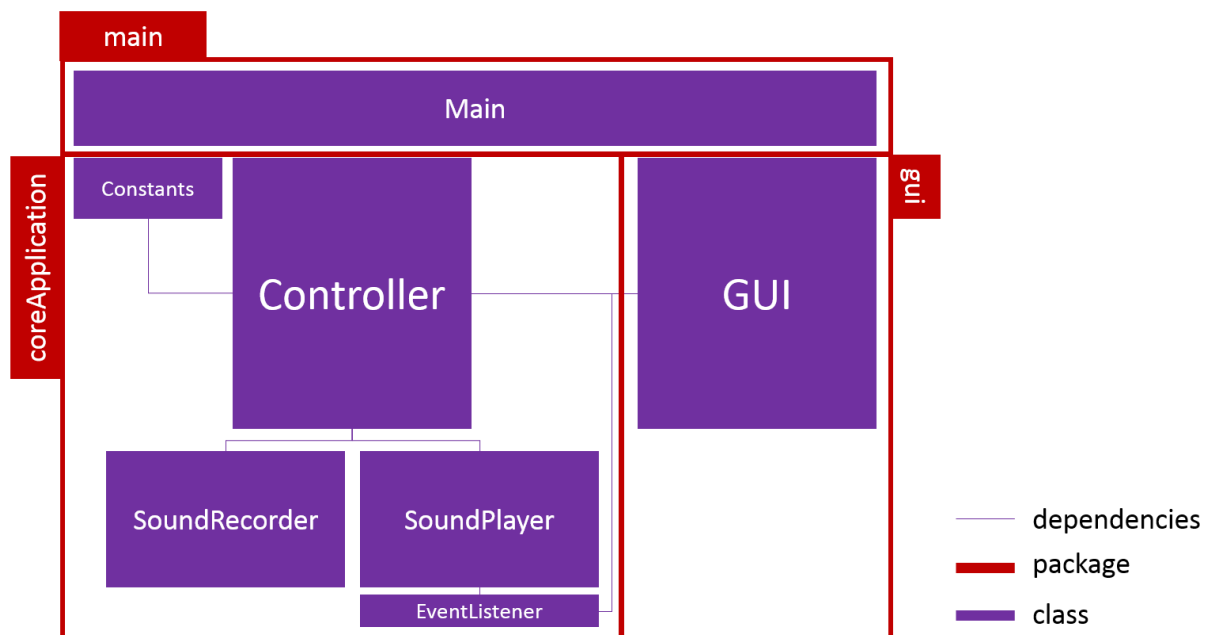 main
Main
coreApplication
Constants
Controller
GUI
gui
SoundRecorder
SoundPlayer
EventListener
dependencies
package
class